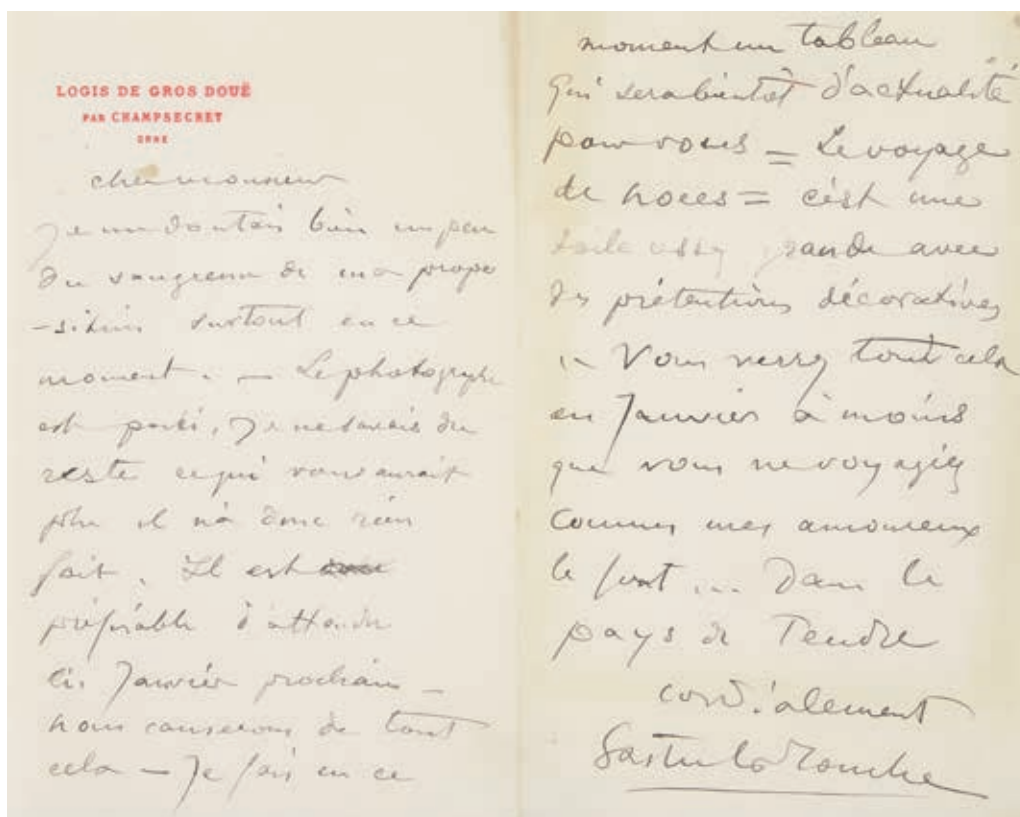 LOGIS DE GROS DOUË
PAR CHAMPSECRET
ORNE
cher monsieur
Je me doutais bien un peu
du saugrenu de ma propo
-sition surtout en ce
moment. — Le photographe
est parti, Je ne savais du
reste ce qui vous aurait
plu il n'a donc rien
fait. Il est
préférable d'attendre
Janvier prochain —
nous causerons de tout
cela — Je fais en ce
moment un tableau
qui sera bientôt d'actualité
pour vous = Le voyage
de noces = c'est une
toile assez grande avec
des prétentions décoratives
Vous verrez tout cela
en Janvier à moins
que vous ne voyagiez
comme mes amoureux
le font ... Dans le
pays de Tendre
cordialement
Gaston La Touche